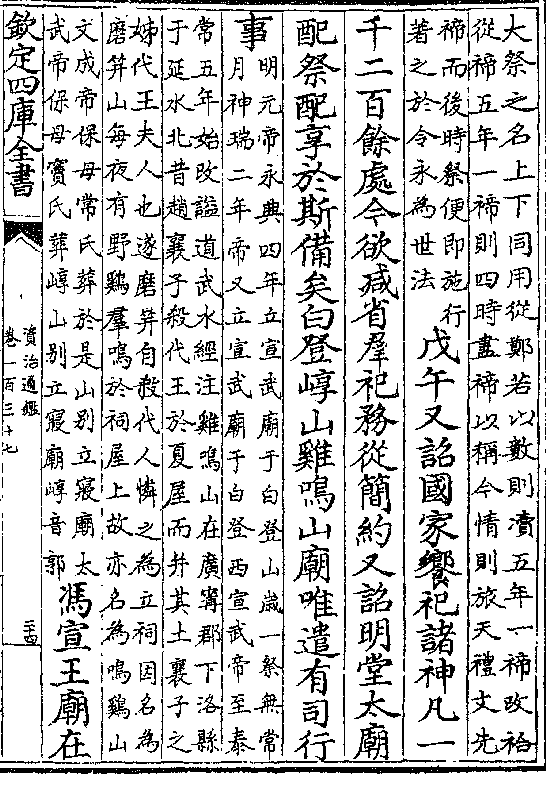 大祭之名上下同用從鄭若以數則瀆五年一禘改祫
從禘五年一禘則四時盡禘以稱今情則旅天禮文先
禘而後時祭便即施行
著之於令永為世法
戊午又詔國家饗祀諸神凡一
千二百餘處今欲減省羣祀務從簡約又詔明堂太廟
配祭配享於斯備矣白登崞山雞鳴山廟唯遣有司行
事
明元帝永興四年立宣武廟于白登山歲一祭無常
月神瑞二年帝又立宣武廟于白登西宣武帝至泰
常五年始改謚道武水經注雞鳴山在廣甯郡下洛縣
于延水北昔趙襄子殺代王於夏屋而并其土襄子之
姊代王夫人也遂磨笄自殺代人憐之為立祠因名為
磨笄山每夜有野鷄羣鳴於祠屋上故亦名為鳴鷄山
文成帝保母常氏葬於是山别立寢廟太
武帝保母竇氏葬崞山别立寢廟崞音郭
馮宣王廟在
欽定四庫全書
資治通鑑
卷一百三十七
二十四